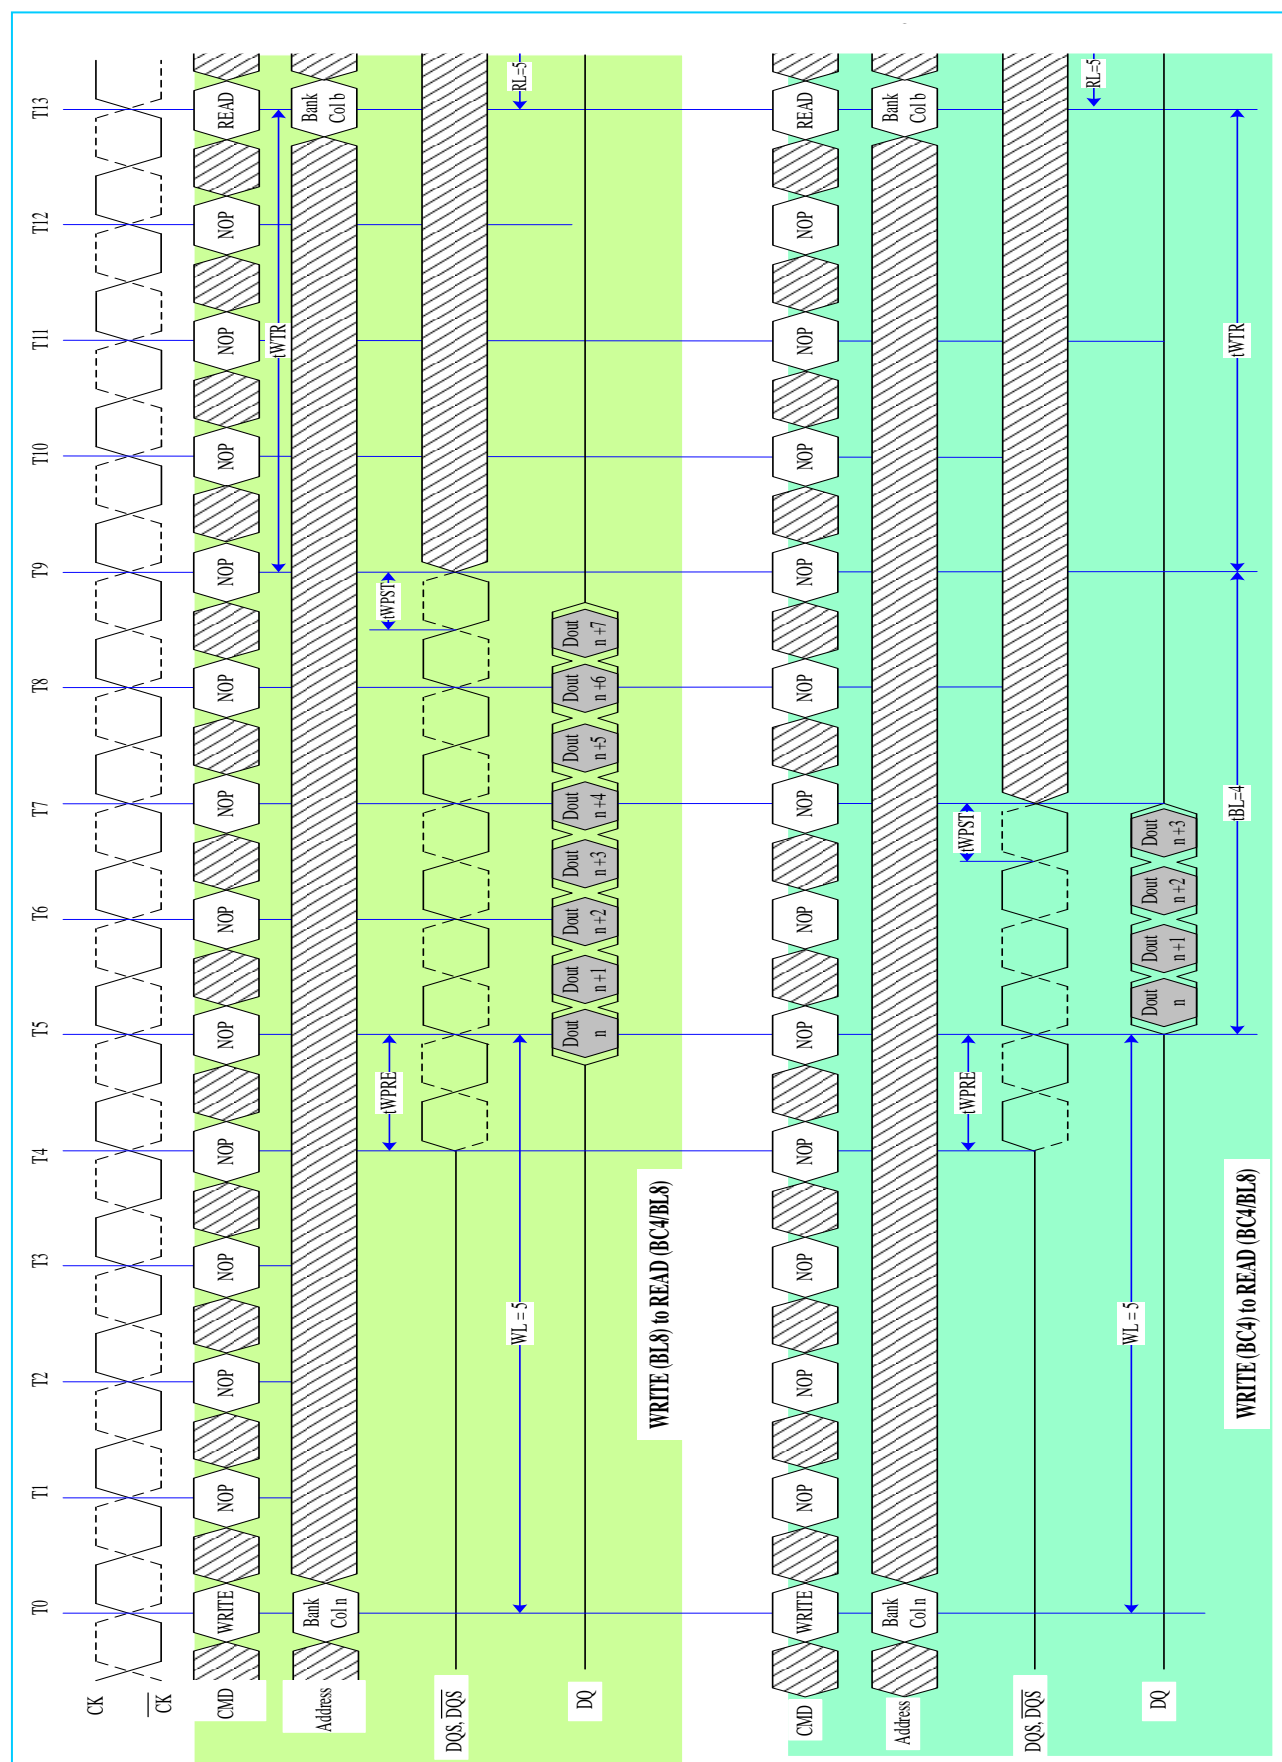 T0 T1 T2 T3 T4 T5 T6 T7 T8 T9 T10 T11 T12 T13
CK
CK
CMD WRITE NOP NOP NOP NOP NOP NOP NOP NOP NOP NOP NOP NOP READ
tWTR
Address Bank Col n Bank Col b
tWPRE tWPST
DQS, DQS
WL = 5 RL=5
DQ Dout n Dout n +1 Dout n +2 Dout n +3 Dout n +4 Dout n +5 Dout n +6 Dout n +7
WRITE (BL8) to READ (BC4/BL8)
CMD WRITE NOP NOP NOP NOP NOP NOP NOP NOP NOP NOP NOP NOP READ
Address Bank Col n Bank Col b
tWPRE tWPST
DQS, DQS
RL=5
WL = 5
DQ Dout n Dout n +1 Dout n +2 Dout n +3
tBL=4 tWTR
WRITE (BC4) to READ (BC4/BL8)